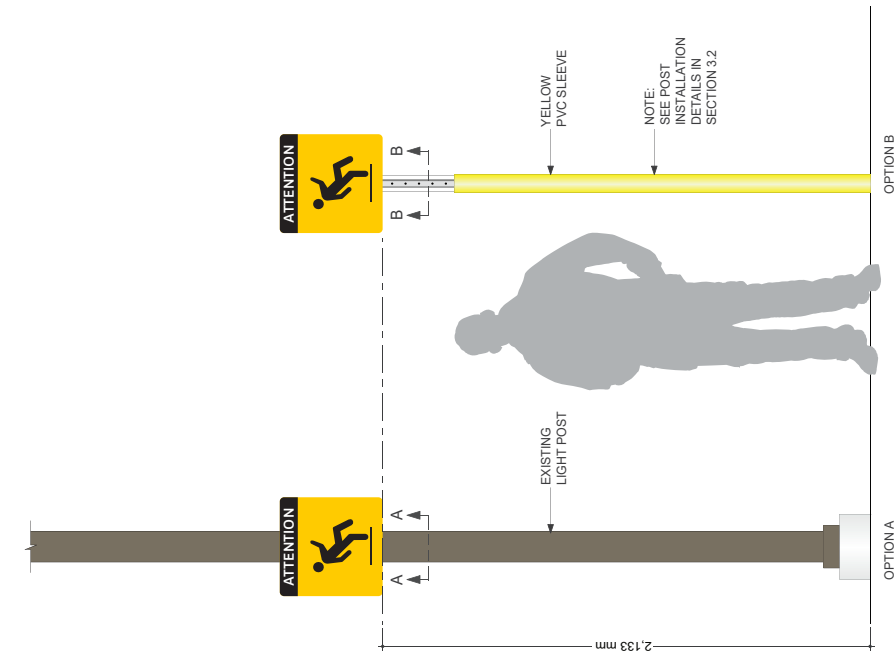 ATTENTION
A
A
EXISTING
LIGHT POST
2,133 mm
OPTION A
ATTENTION
B
B
YELLOW
PVC SLEEVE
NOTE:
SEE POST
INSTALLATION
DETAILS IN
SECTION 3.2
OPTION B